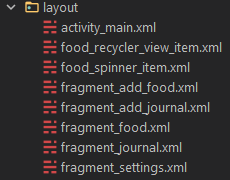 layout
activity_main.xml
food_recycler_view_item.xml
food_spinner_item.xml
fragment_add_food.xml
fragment_add_journal.xml
fragment_food.xml
fragment_journal.xml
fragment_settings.xml